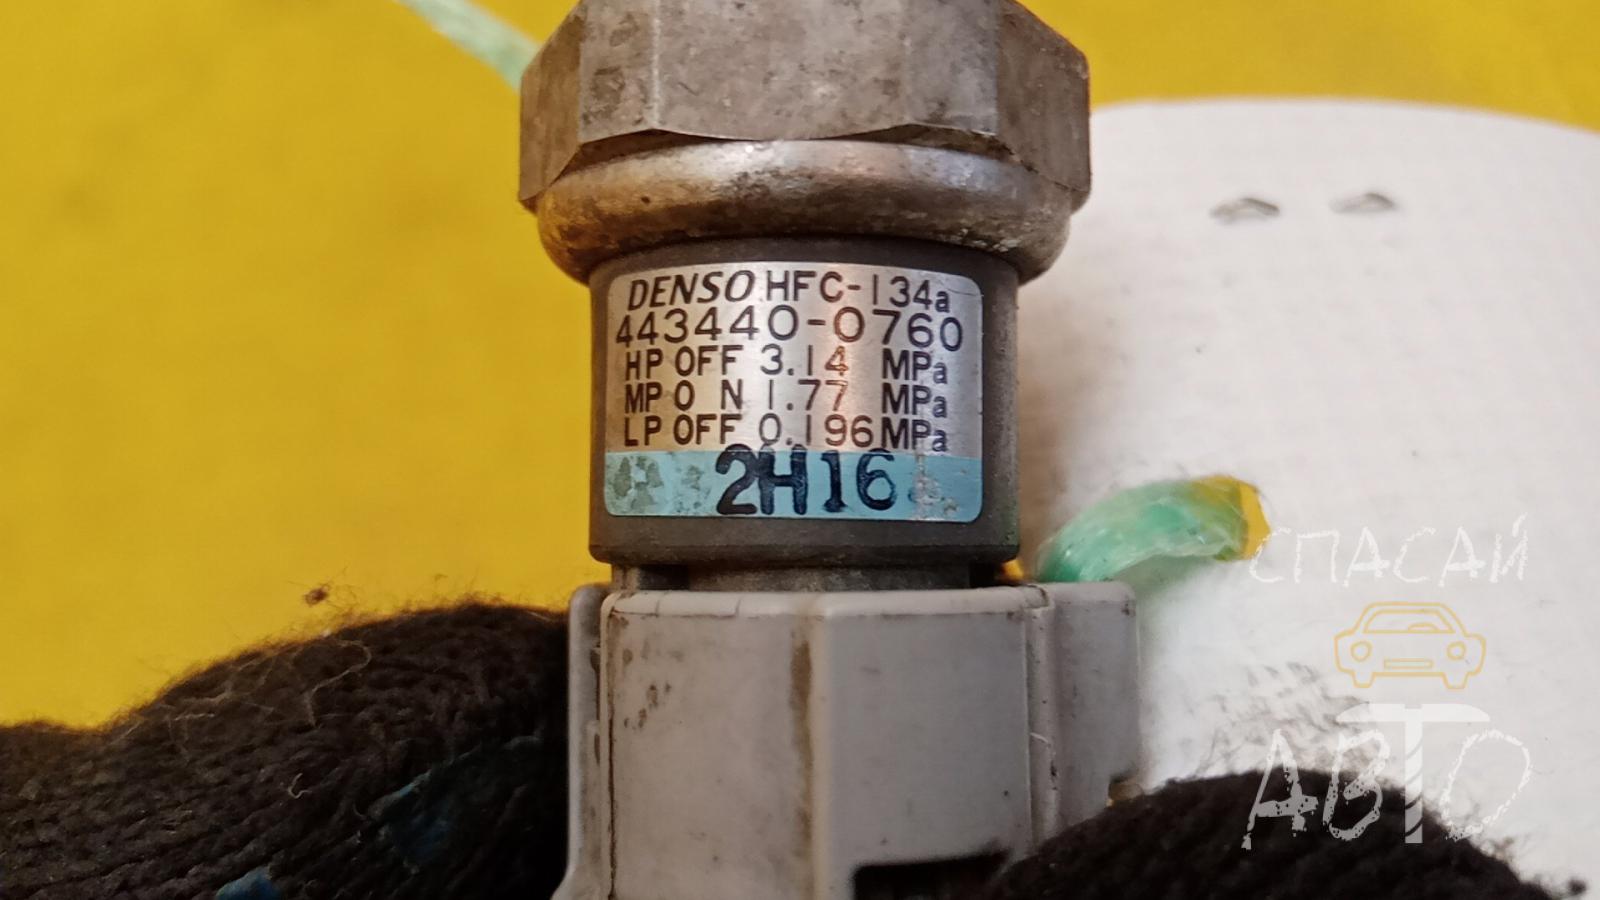 DENSO HFC-134a
443440-0760
HP OFF 3.14 MPa
MP O N 1.77 MPa
LP OFF 0.196 MPa
2H16
СПАСАЙ
АВТО